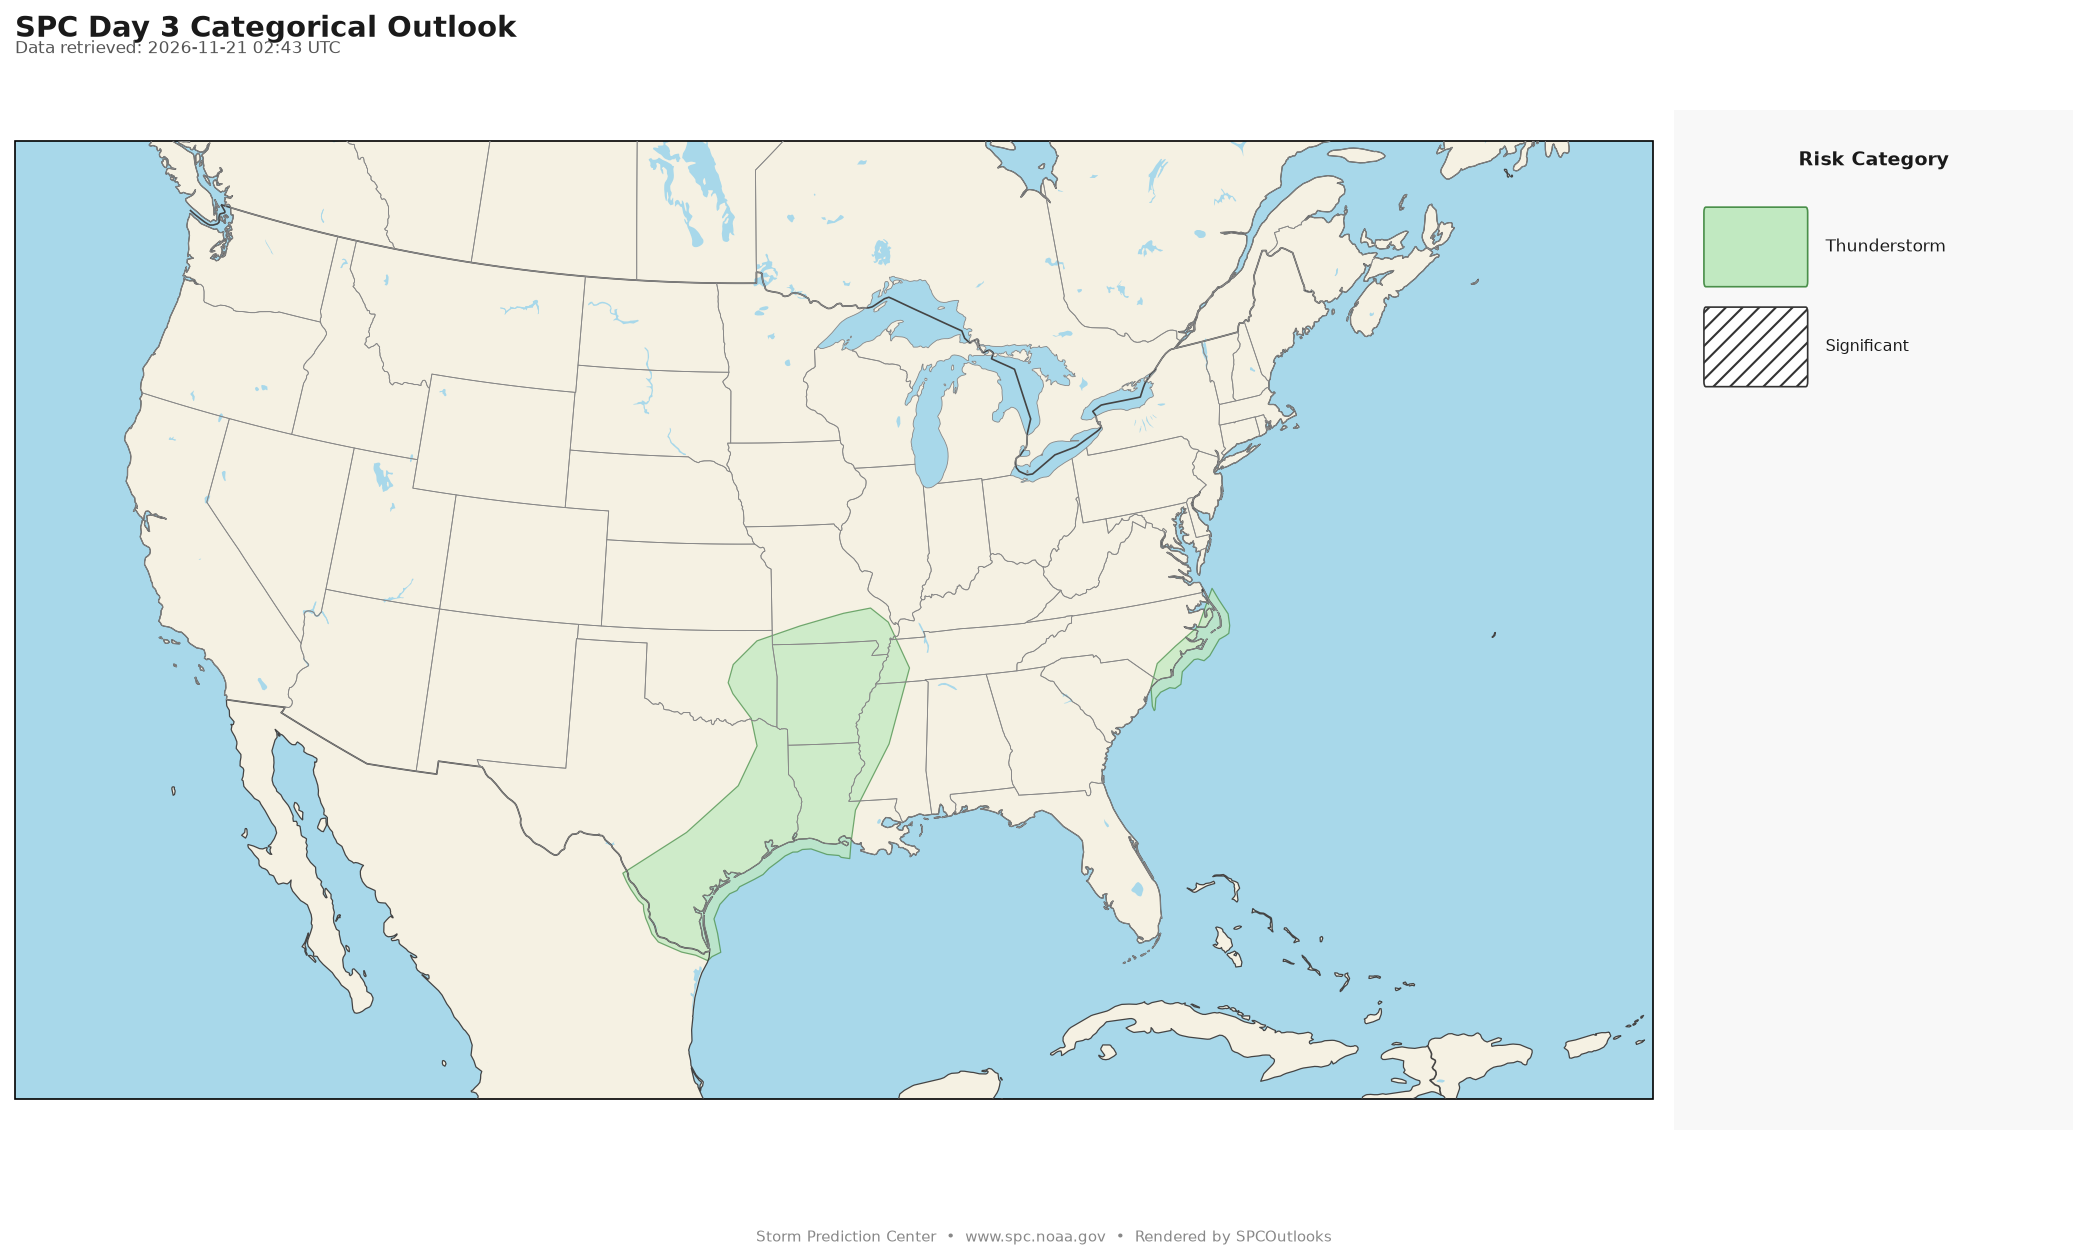 SPC Day 3 Categorical Outlook
Data retrieved: 2026-11-21 02:43 UTC
Risk Category
Thunderstorm
Significant
Storm Prediction Center • www.spc.noaa.gov • Rendered by SPCOutlooks